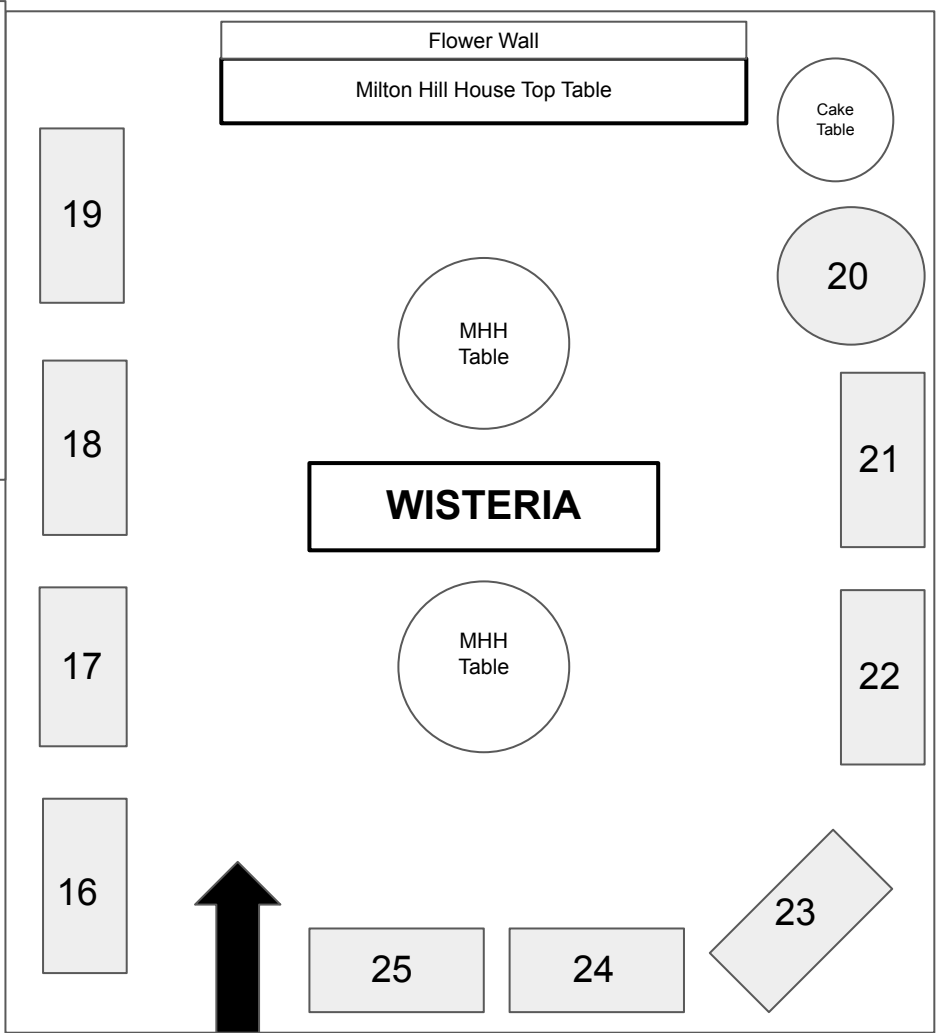 Flower Wall
Milton Hill House Top Table
Cake
Table
19
20
MHH
Table
18
21
WISTERIA
17
MHH
Table
22
16
23
25
24